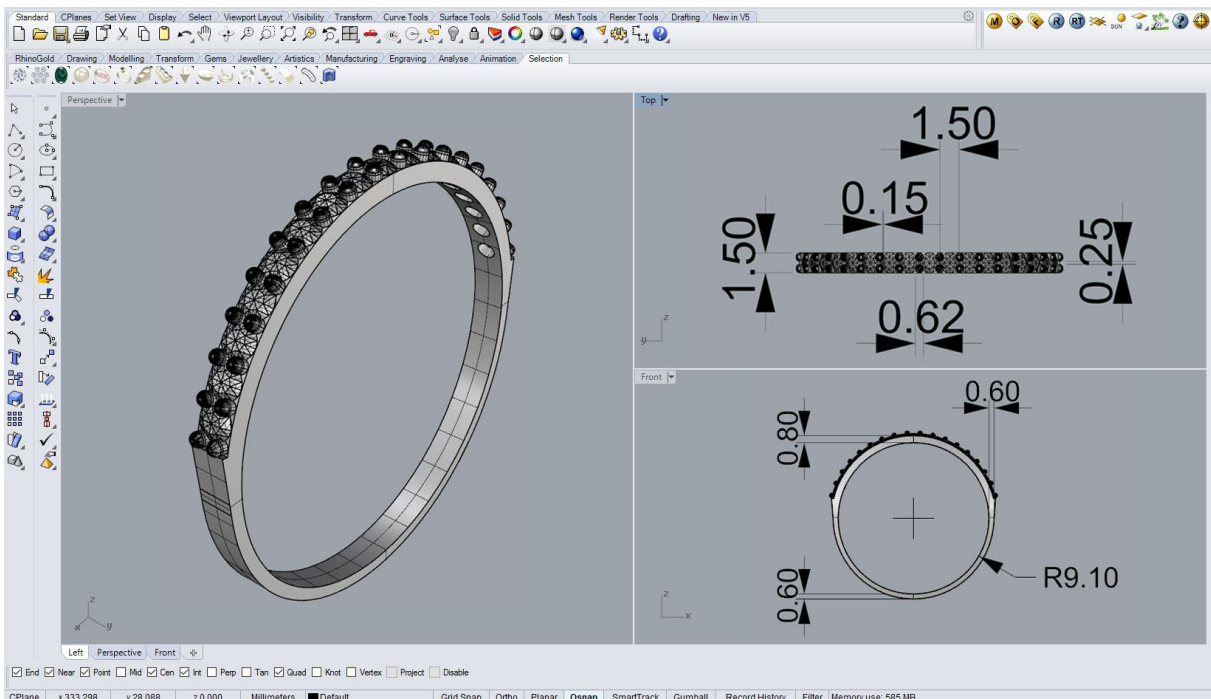 Standard CPlanes Set View Display Select Viewport Layout Visibility Transform Curve Tools Surface Tools Solid Tools Mesh Tools Render Tools Drafting New in V5
M R RT SUN
RhinoGold Drawing Modelling Transform Gems Jewellery Artistics Manufacturing Engraving Analyse Animation Selection
Perspective
z
x y
Top
1.50
0.15
1.50
0.25
0.62
z
y
Front
0.60
0.80
R9.10
0.60
z
x
Left Perspective Front
End Near Point Mid Cen Int Perp Tan Quad Knot Vertex Project Disable
CPlane x 333.298 y 28.088 z 0.000 Millimeters Default Grid Snap Ortho Planar Osnap SmartTrack Gumball Record History Filter Memory use: 585 MB